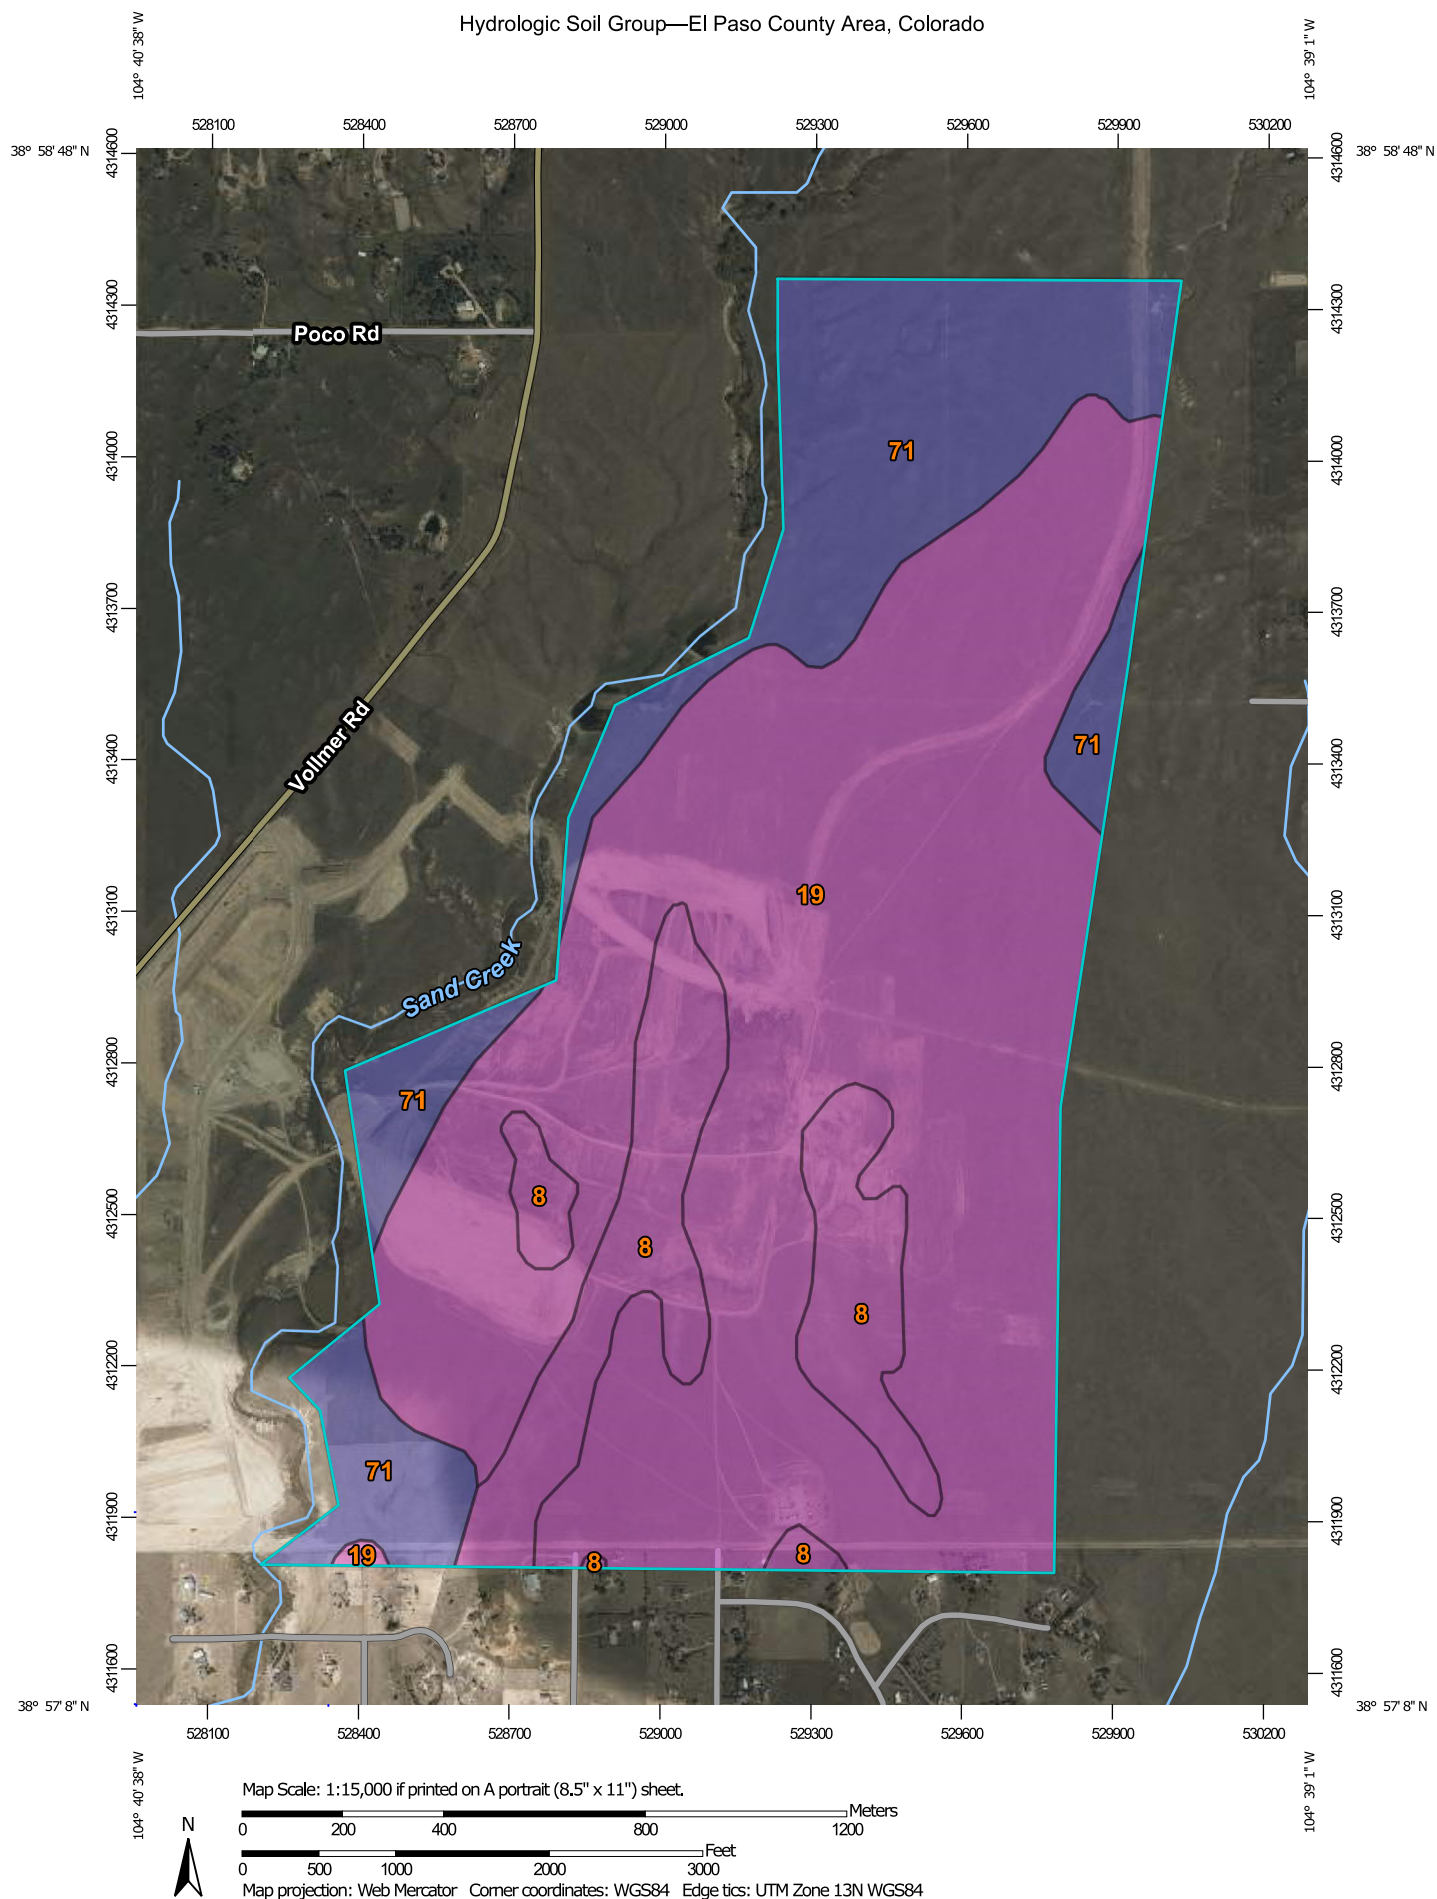 Hydrologic Soil Group—El Paso County Area, Colorado
104° 40' 38" W
104° 39' 1" W
528100 528400 528700 529000 529300 529600 529900 530200
38° 58' 48" N
38° 58' 48" N
4314600
4314600
4314300
4314300
Poco Rd
4314000
71
4314000
4313700
4313700
Vollmer Rd
71
4313400
4313400
19
4313100
4313100
Sand Creek
4312800
4312800
71
8
4312500
4312500
8
8
4312200
4312200
71
4311900
4311900
19
8
8
4311600
4311600
38° 57' 8" N
38° 57' 8" N
528100 528400 528700 529000 529300 529600 529900 530200
104° 40' 38" W
104° 39' 1" W
Map Scale: 1:15,000 if printed on A portrait (8.5" x 11") sheet.
Meters
0 200 400 800 1200
N
Feet
0 500 1000 2000 3000
Map projection: Web Mercator Corner coordinates: WGS84 Edge tics: UTM Zone 13N WGS84